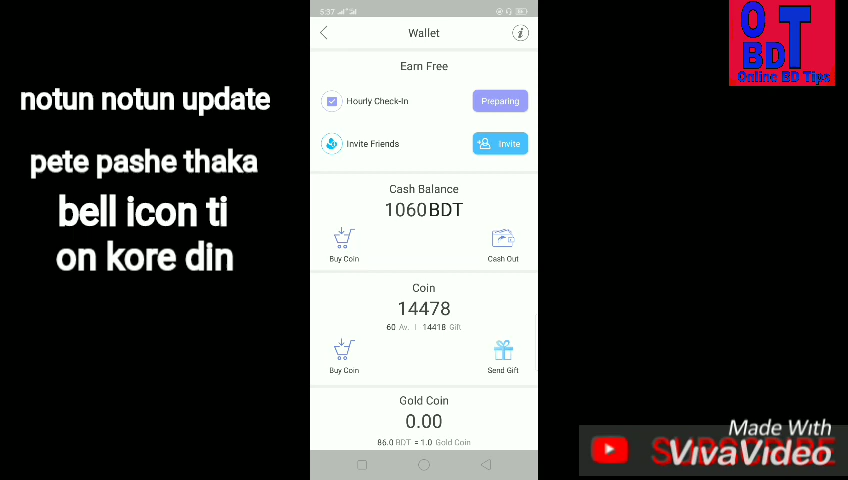 notun notun update
pete pashe thaka
bell icon ti
on kore din
5:37
Wallet
i
Earn Free
Hourly Check-In
Preparing
Invite Friends
Invite
Cash Balance
1060BDT
Buy Coin
Cash Out
Coin
14478
60 Av. | 14418 Gift
Buy Coin
Send Gift
Gold Coin
0.00
86.0 BDT = 1.0 Gold Coin
O
BDT
Online BD Tips
Made With
VivaVideo
SUBSCRIBE